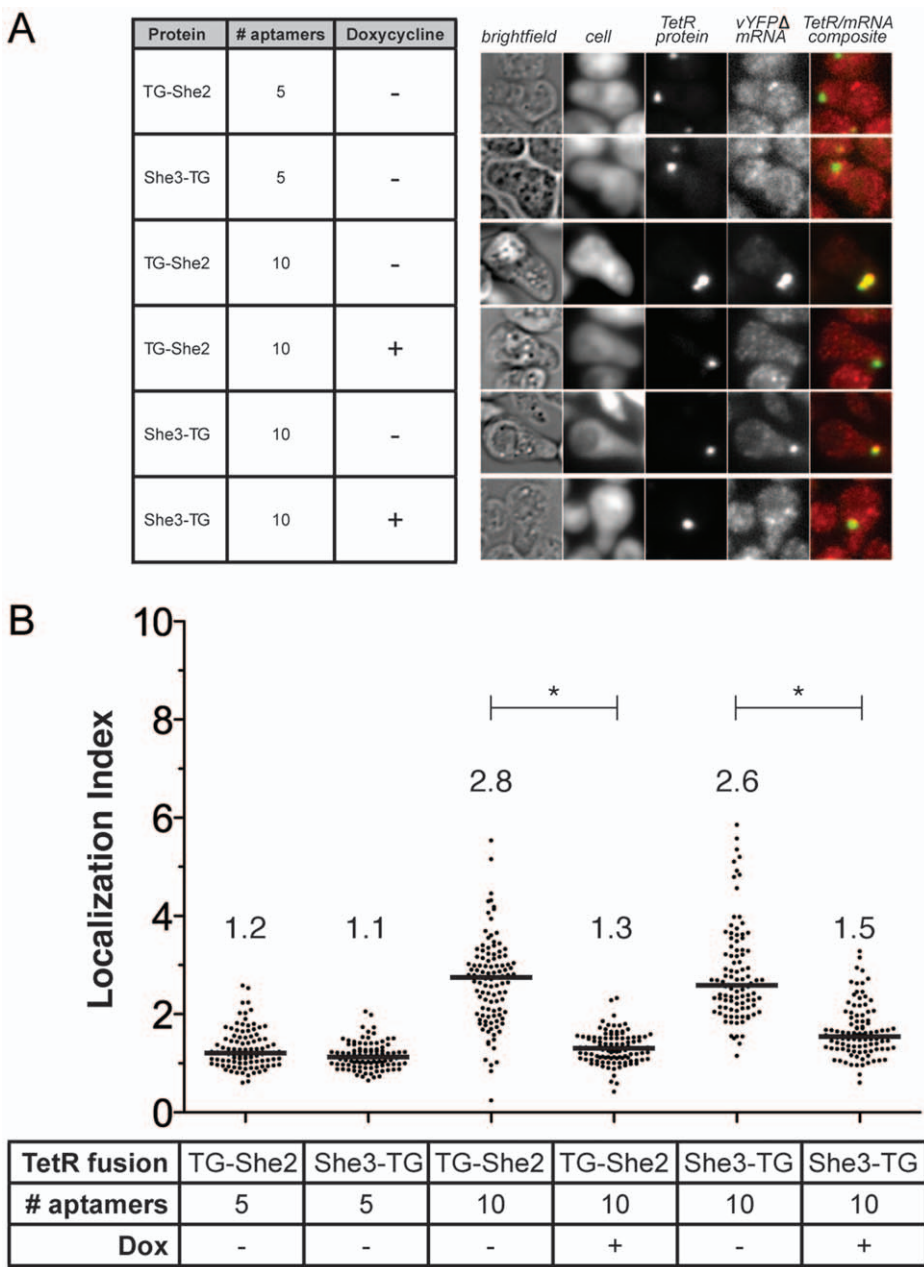 A
Protein # aptamers Doxycycline
TG-She2 5 -
She3-TG 5 -
TG-She2 10 -
TG-She2 10 +
She3-TG 10 -
She3-TG 10 +
brightfield cell TetR protein vYFPΔ mRNA TetR/mRNA composite
B
Localization Index
10
8
6
4
2
0
* *
2.8 2.6
1.2 1.1 1.3 1.5
TetR fusion TG-She2 She3-TG TG-She2 TG-She2 She3-TG She3-TG
# aptamers 5 5 10 10 10 10
Dox - - - + - +